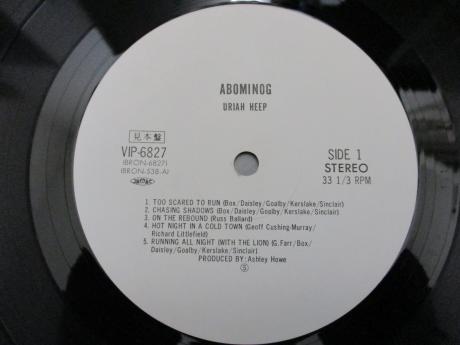 ABOMINOG
URIAH HEEP
見本盤
VIP-6827
(BRON-6827)
(BRON-538-A)
SIDE 1
STEREO
33 1/3 RPM
1. TOO SCARED TO RUN (Box/Daisley/Goalby/Kerslake/Sinclair)
2. CHASING SHADOWS (Box/Daisley/Goalby/Kerslake/Sinclair)
3. ON THE REBOUND (Russ Ballard)
4. HOT NIGHT IN A COLD TOWN (Geoff Cushing-Murray/
Richard Littlefield)
5. RUNNING ALL NIGHT (WITH THE LION) (G. Farr/Box/
Daisley/Goalby/Kerslake/Sinclair)
PRODUCED BY: Ashley Howe
Ⓢ